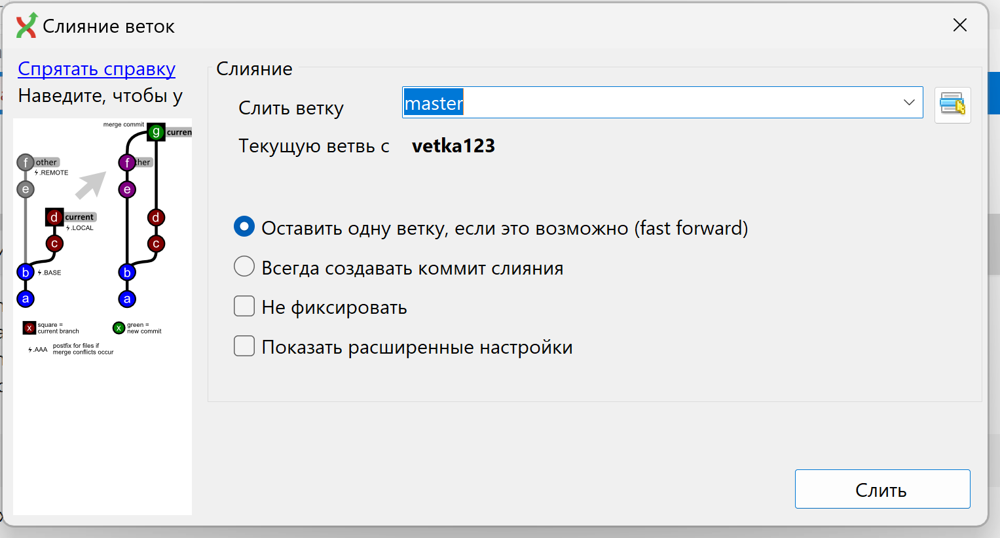 Слияние веток
Спрятать справку
Наведите, чтобы у
merge commit
g
curren
f
other
⚡.REMOTE
e
f
ther
e
d
current
⚡.LOCAL
c
d
c
b
⚡.BASE
a
b
a
x
square =
current branch
x
green =
new commit
⚡.AAA
postfix for files if
merge conflicts occur
Слияние
Слить ветку
master
Текущую ветвь с
vetka123
Оставить одну ветку, если это возможно (fast forward)
Всегда создавать коммит слияния
Не фиксировать
Показать расширенные настройки
Слить